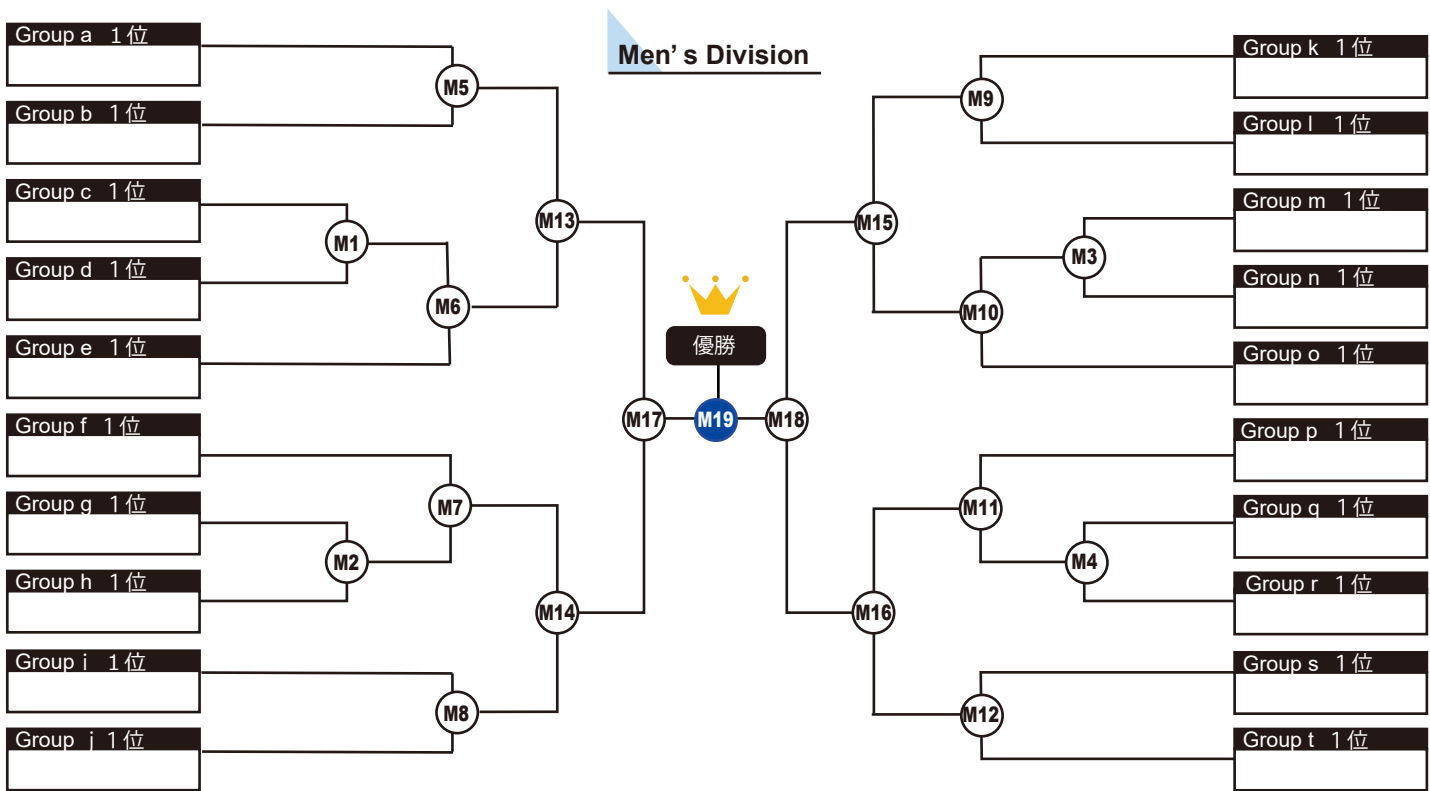 Men's Division
Group a 1位
Group b 1位
Group c 1位
Group d 1位
Group e 1位
Group f 1位
Group g 1位
Group h 1位
Group i 1位
Group j 1位
M5
M1
M6
M13
M7
M2
M14
M8
M17
優勝
M19
M18
M15
M9
M3
M10
M11
M4
M16
M12
Group k 1位
Group l 1位
Group m 1位
Group n 1位
Group o 1位
Group p 1位
Group q 1位
Group r 1位
Group s 1位
Group t 1位